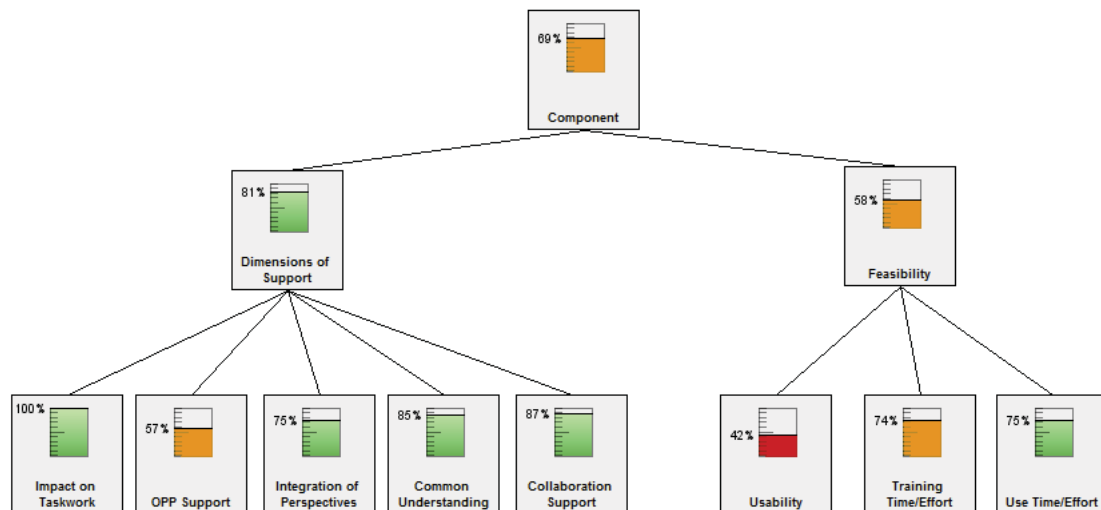 69%
Component
81%
Dimensions of
Support
58%
Feasibility
100%
Impact on
Taskwork
57%
OPP Support
75%
Integration of
Perspectives
85%
Common
Understanding
87%
Collaboration
Support
42%
Usability
74%
Training
Time/Effort
75%
Use Time/Effort